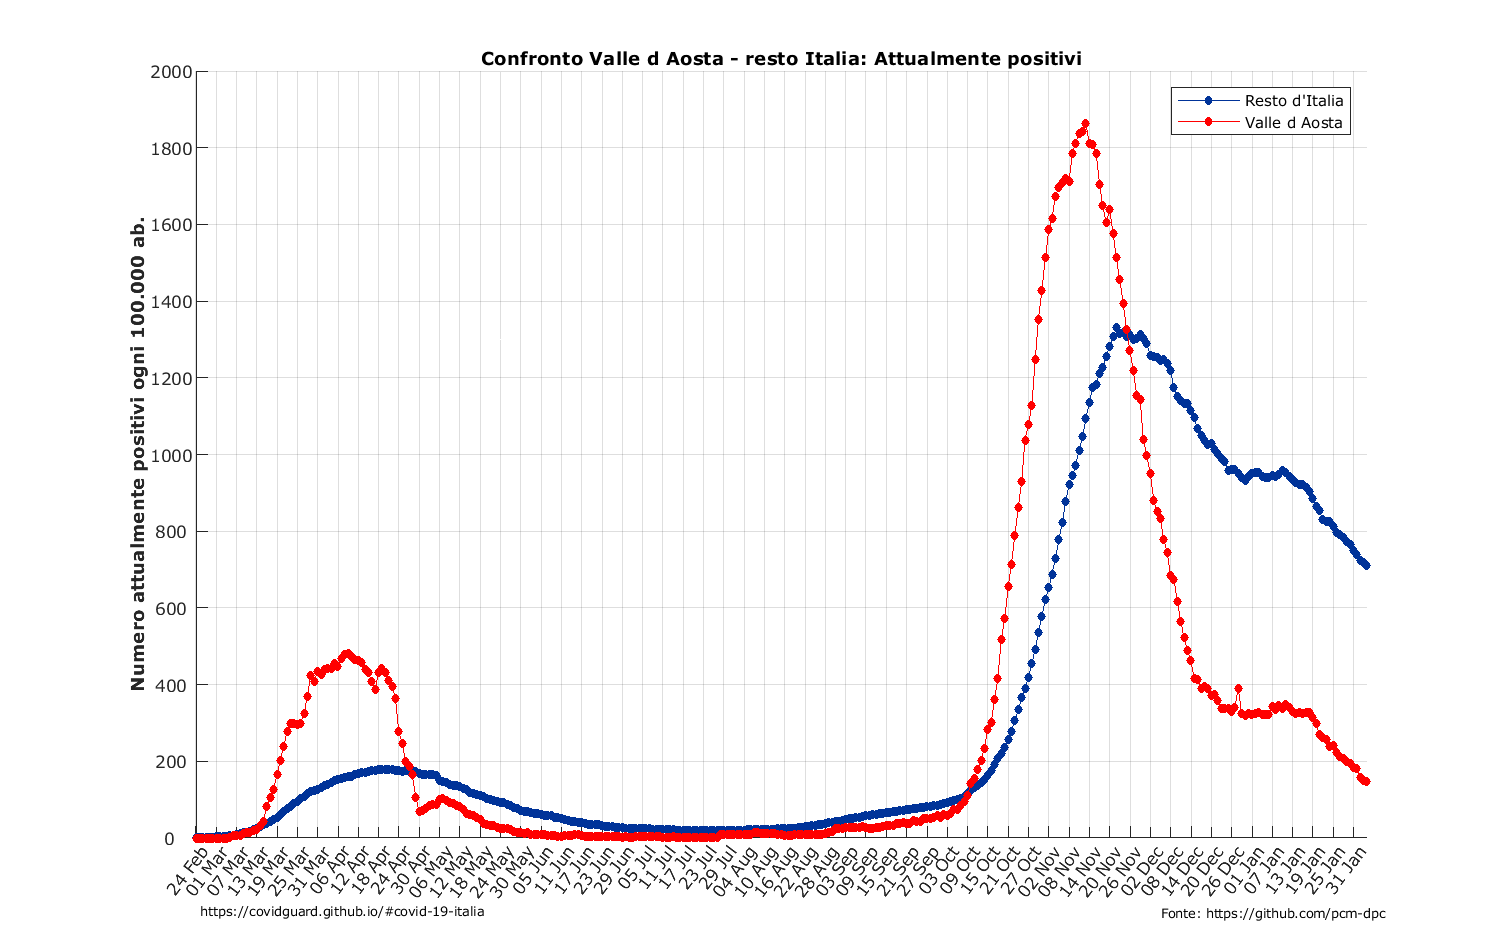 Confronto Valle d Aosta - resto Italia: Attualmente positivi
Numero attualmente positivi ogni 100.000 ab.
2000
1800
1600
1400
1200
1000
800
600
400
200
0
Resto d'Italia
Valle d Aosta
24 Feb
01 Mar
07 Mar
13 Mar
19 Mar
25 Mar
31 Mar
06 Apr
12 Apr
18 Apr
24 Apr
30 Apr
06 May
12 May
18 May
24 May
30 May
05 Jun
11 Jun
17 Jun
23 Jun
29 Jun
05 Jul
11 Jul
17 Jul
23 Jul
29 Jul
04 Aug
10 Aug
16 Aug
22 Aug
28 Aug
03 Sep
09 Sep
15 Sep
21 Sep
27 Sep
03 Oct
09 Oct
15 Oct
21 Oct
27 Oct
02 Nov
08 Nov
14 Nov
20 Nov
26 Nov
02 Dec
08 Dec
14 Dec
20 Dec
26 Dec
01 Jan
07 Jan
13 Jan
19 Jan
25 Jan
31 Jan
https://covidguard.github.io/#covid-19-italia
Fonte: https://github.com/pcm-dpc